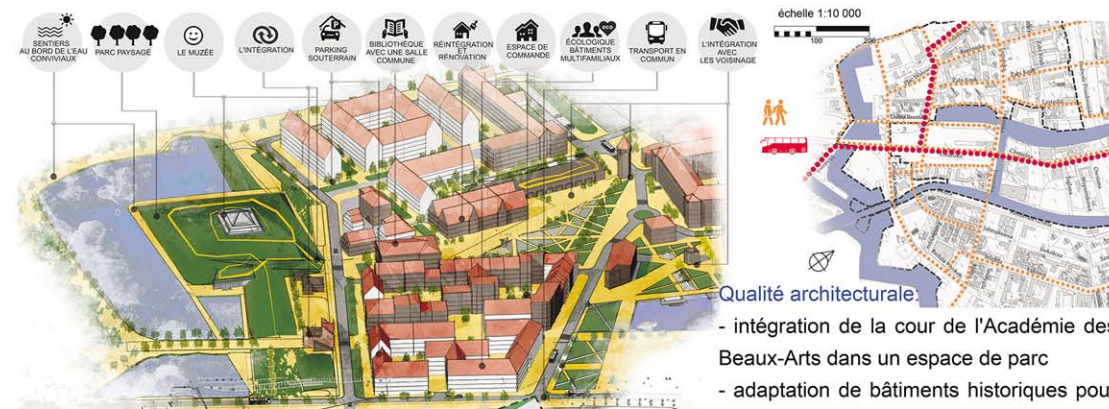 SENTIERS
AU BORD DE L'EAU
CONVIVIAUX
PARC PAYSAGÉ
LE MUZÉE
L'INTÉGRATION
PARKING
SOUTERRAIN
BIBLIOTHÈQUE
AVEC UNE SALLE
COMMUNE
RÉINTÉGRATION
ET
RÉNOVATION
ESPACE DE
COMMANDE
eco
ÉCOLOGIQUE
BÂTIMENTS
MULTIFAMILIAUX
TRANSPORT EN
COMMUN
L'INTÉGRATION
AVEC
LES VOISINAGE
échelle 1:10 000
100
200
Qualité architecturale:
- intégration de la cour de l'Académie des
Beaux-Arts dans un espace de parc
- adaptation de bâtiments historiques pou